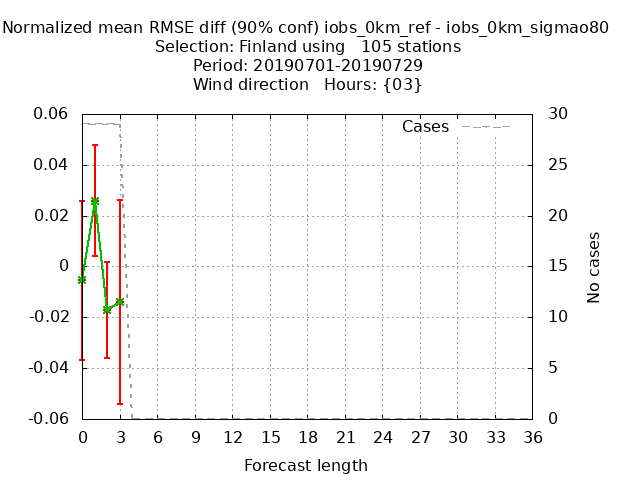 Normalized mean RMSE diff (90% conf) iobs_0km_ref - iobs_0km_sigmao80
Selection: Finland using   105 stations
Period: 20190701-20190729
Wind direction   Hours: {03}
Cases
0.06
0.04
0.02
0
-0.02
-0.04
-0.06
30
25
20
15
10
5
0
No cases
0 3 6 9 12 15 18 21 24 27 30 33 36
Forecast length